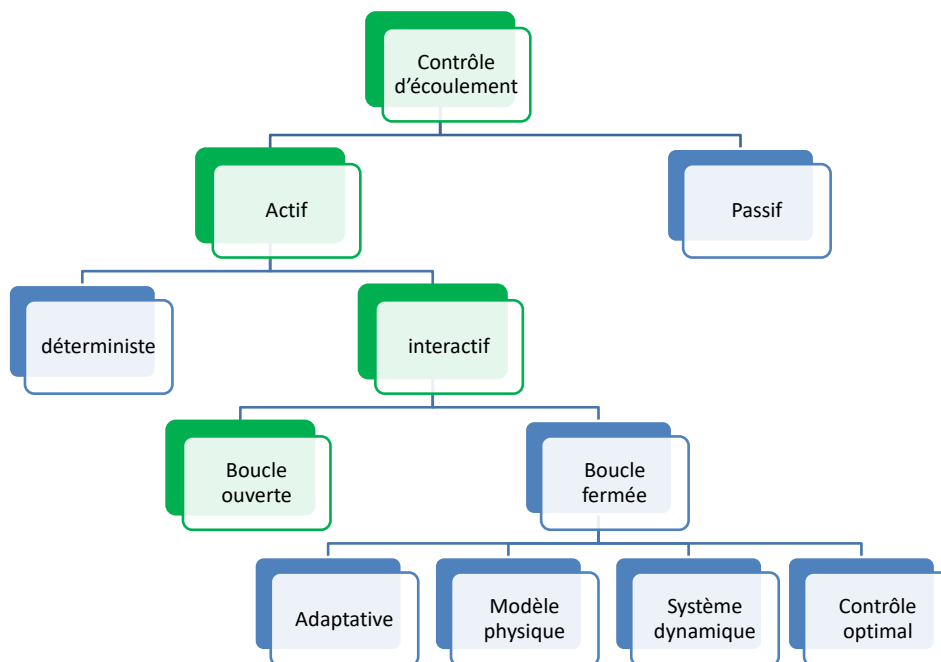 Contrôle
d'écoulement
Actif
Passif
déterministe
interactif
Boucle
ouverte
Boucle
fermée
Adaptative
Modèle
physique
Système
dynamique
Contrôle
optimal